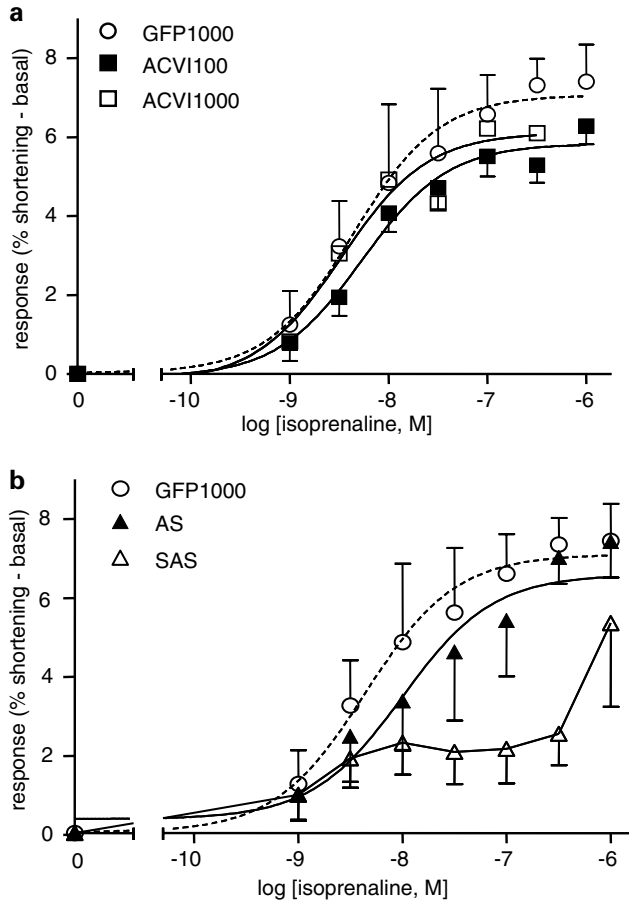 a
GFP1000
ACVI100
ACVI1000
response (% shortening - basal)
8
6
4
2
0
0
-10
-9
-8
-7
-6
log [isoprenaline, M]
b
GFP1000
AS
SAS
response (% shortening - basal)
8
6
4
2
0
0
-10
-9
-8
-7
-6
log [isoprenaline, M]